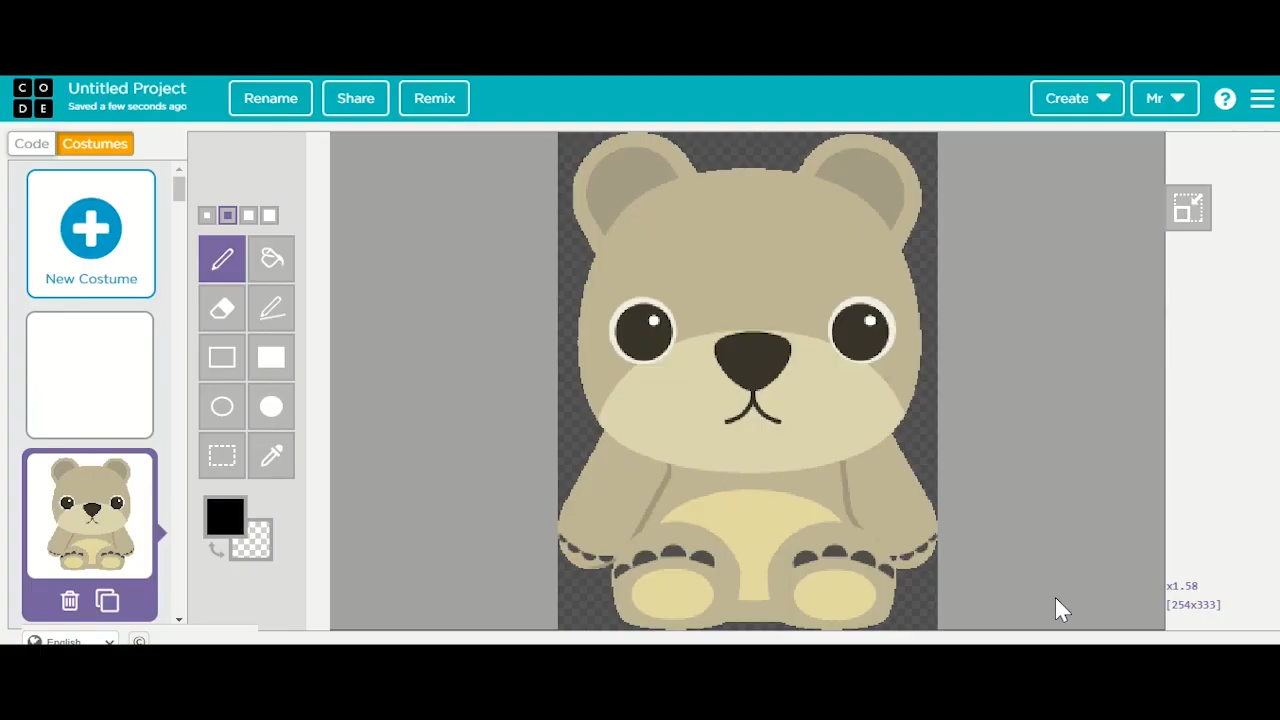 C O
D E
Untitled Project
Saved a few seconds ago
Rename
Share
Remix
Create
Mr
?
Code
Costumes
New Costume
x1.58
[254x333]
English
©